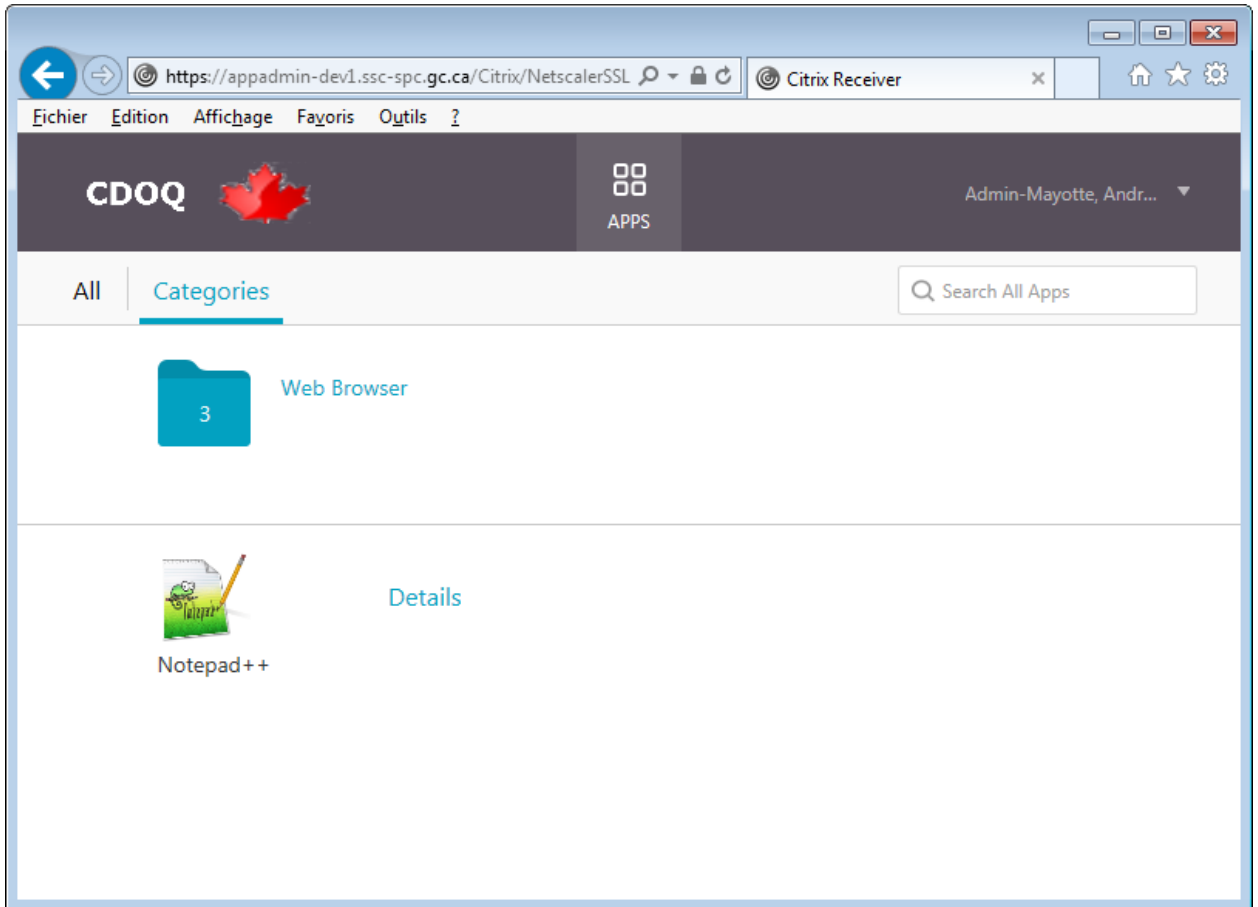 https://appadmin-dev1.ssc-spc.gc.ca/Citrix/NetscalerSSL
Citrix Receiver
Fichier Edition Affichage Favoris Outils ?
CDOQ
APPS
Admin-Mayotte, Andr...
All
Categories
Search All Apps
3
Web Browser
Details
Notepad++